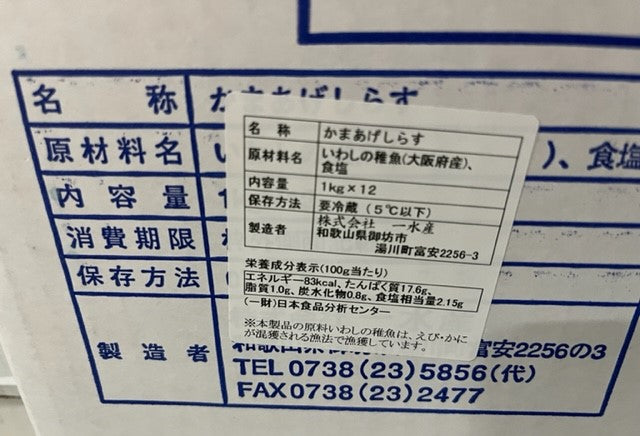 名称 かまあげしらす
原材料名 い
)、食塩
内容量
消費期限
保存方法
製造者
富安2256の3
TEL 0738(23)5856(代)
FAX 0738(23)2477
名称 かまあげしらす
原材料名 いわしの稚魚(大阪府産)、
食塩
内容量 1kg×12
保存方法 要冷蔵(5℃以下)
製造者 株式会社 一水産
和歌山県御坊市
湯川町富安2256-3
栄養成分表示(100g当たり)
エネルギー83kcal、たんぱく質17.6g、
脂質1.0g、炭水化物0.8g、食塩相当量2.15g
(一財)日本食品分析センター
※本製品の原料いわしの稚魚は、えび・かに
が混獲される漁法で漁獲しています。